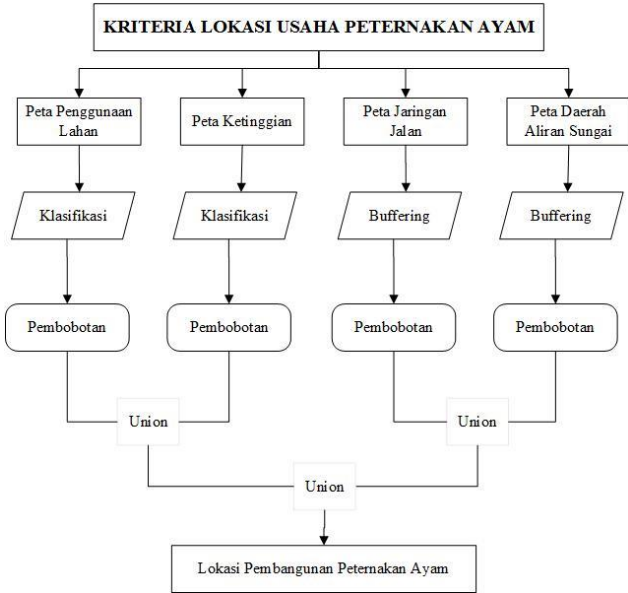 KRITERIA LOKASI USAHA PETERNAKAN AYAM
Peta Penggunaan
Lahan
Peta Ketinggian
Peta Jaringan
Jalan
Peta Daerah
Aliran Sungai
Klasifikasi
Klasifikasi
Buffering
Buffering
Pembobotan
Pembobotan
Pembobotan
Pembobotan
Union
Union
Union
Lokasi Pembangunan Peternakan Ayam